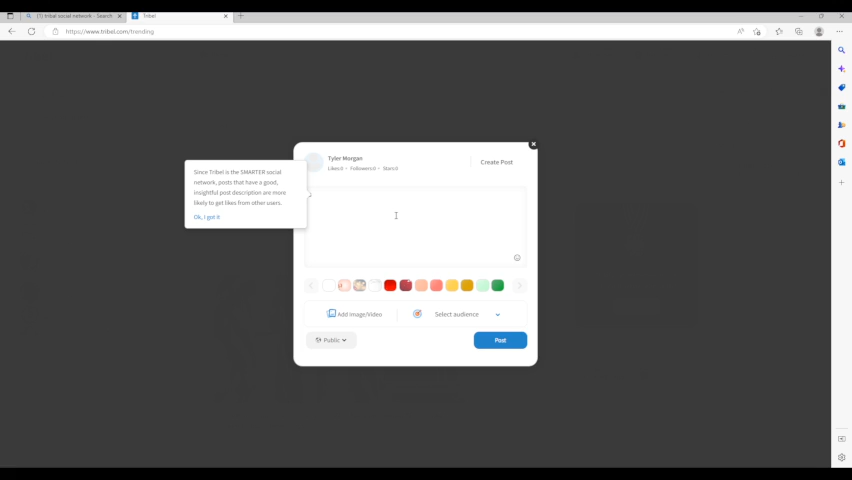 (1) tribal social network - Search
Tribel
https://www.tribel.com/trending
Tyler Morgan
Create Post
Likes:0 • Followers:0 • Stars:0
Since Tribel is the SMARTER social
network, posts that have a good,
insightful post description are more
likely to get likes from other users.
Ok, I got it
Add Image/Video
Select audience
Public
Post